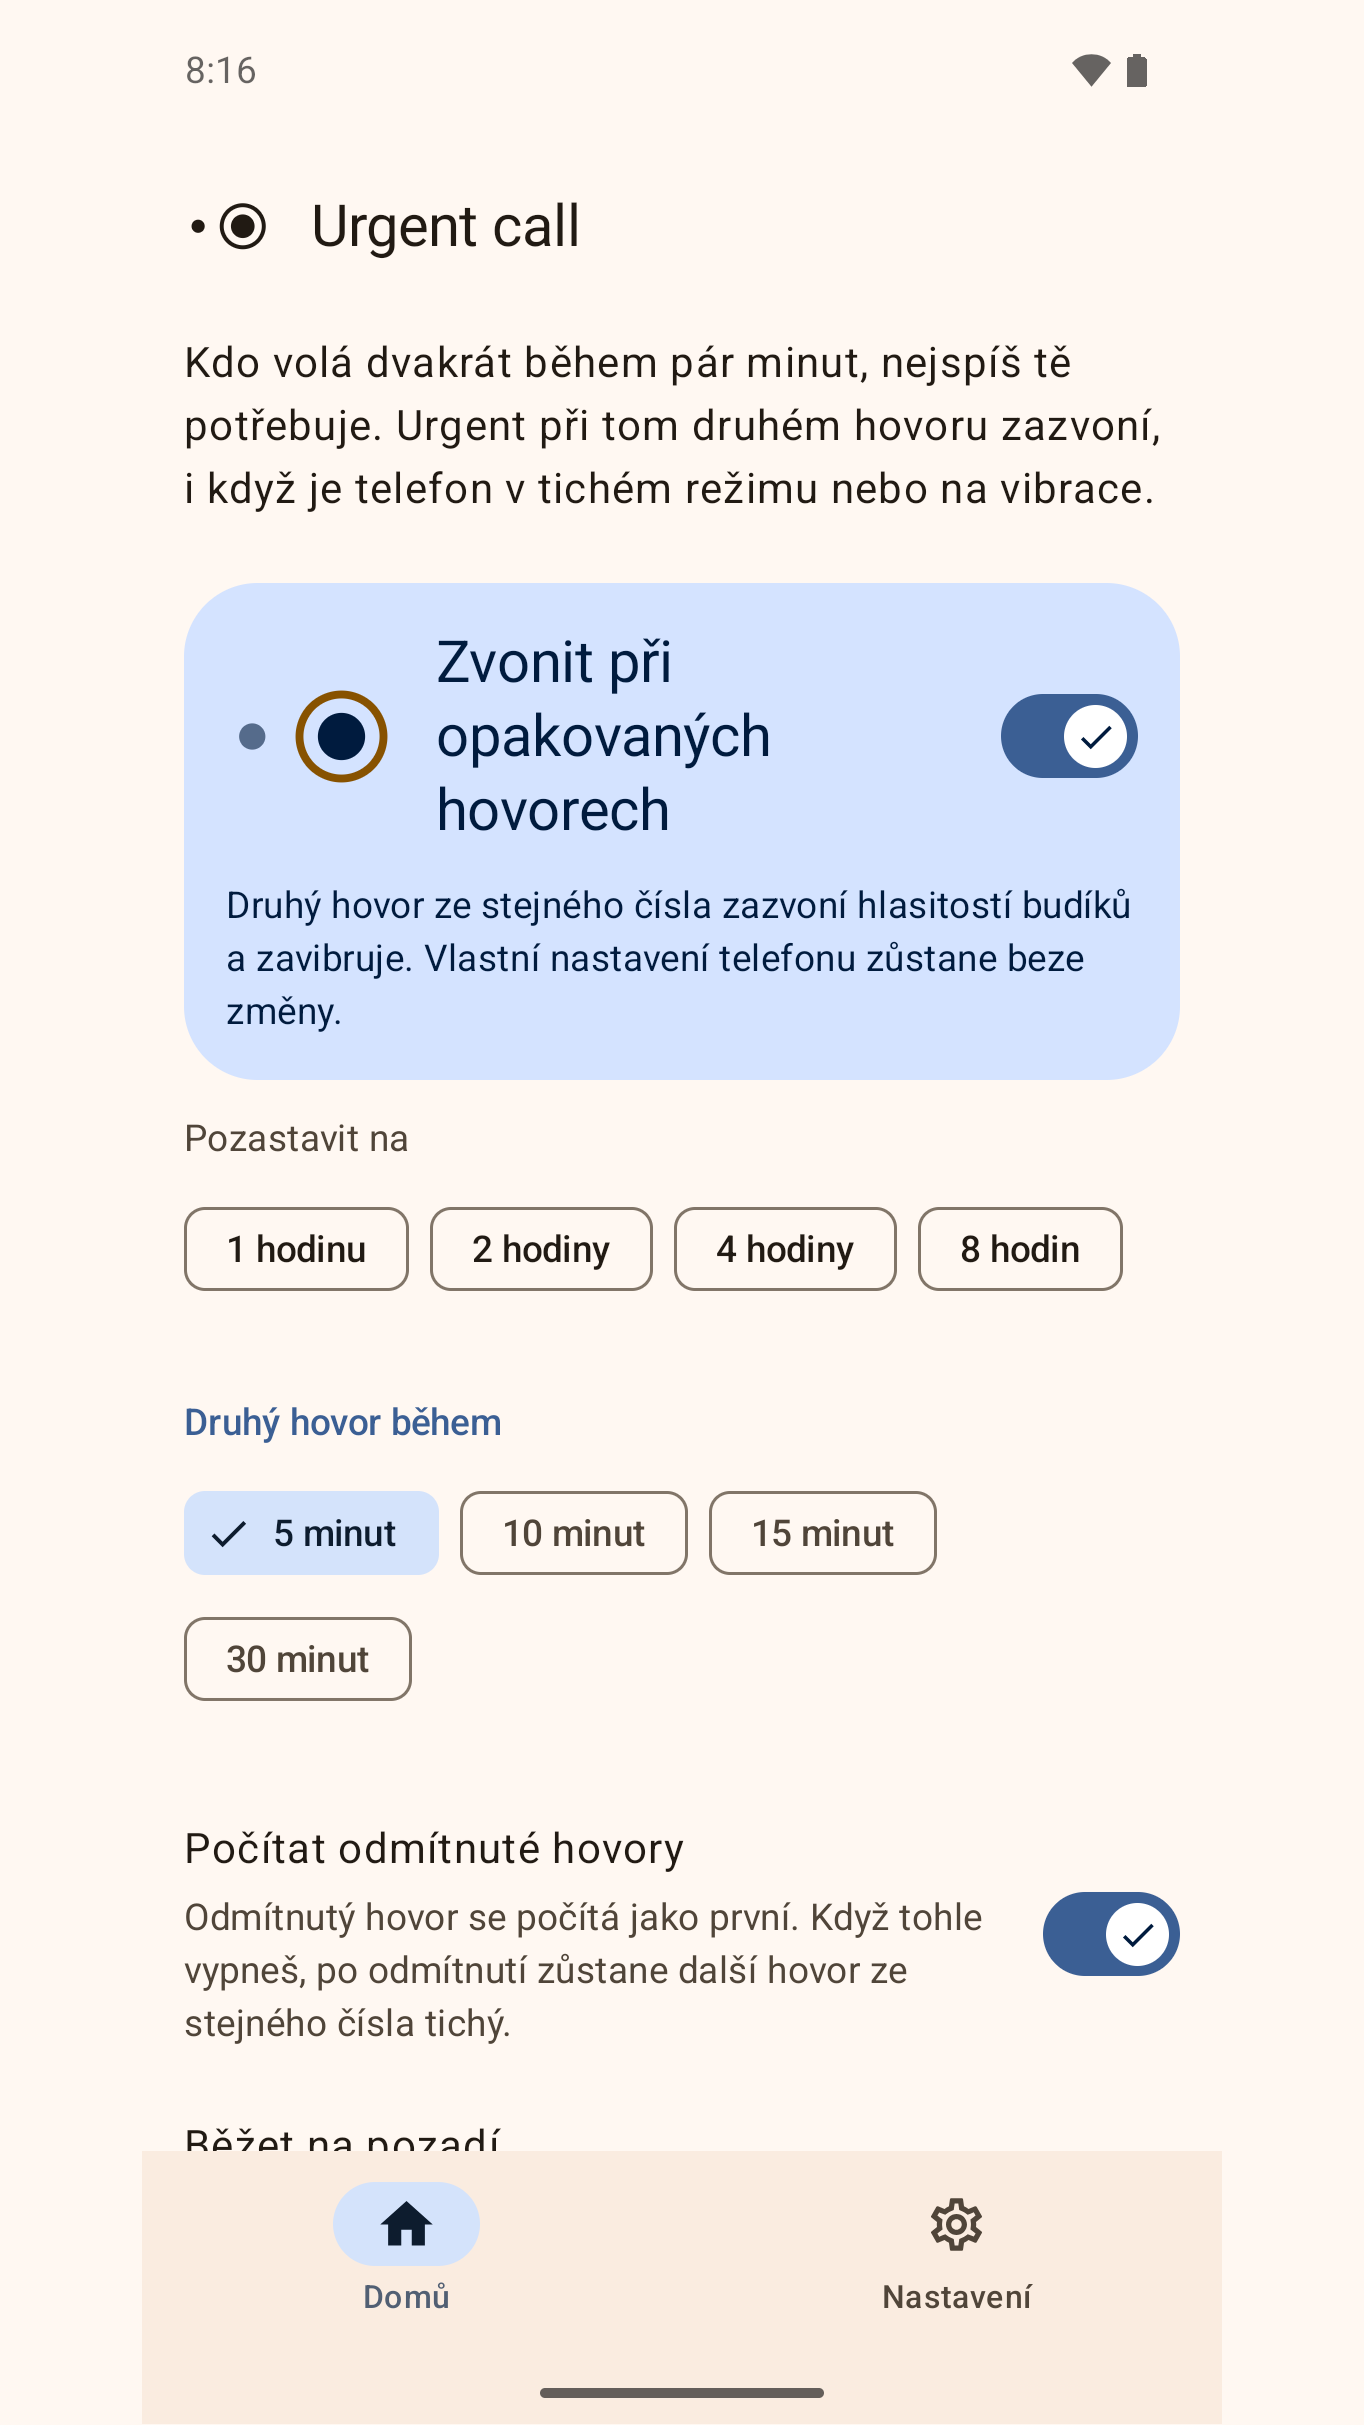 8:16
Urgent call
Kdo volá dvakrát během pár minut, nejspíš tě
potřebuje. Urgent při tom druhém hovoru zazvoní,
i když je telefon v tichém režimu nebo na vibrace.
Zvonit při
opakovaných
hovorech
Druhý hovor ze stejného čísla zazvoní hlasitostí budíků
a zavibruje. Vlastní nastavení telefonu zůstane beze
změny.
Pozastavit na
1 hodinu
2 hodiny
4 hodiny
8 hodin
Druhý hovor během
5 minut
10 minut
15 minut
30 minut
Počítat odmítnuté hovory
Odmítnutý hovor se počítá jako první. Když tohle
vypneš, po odmítnutí zůstane další hovor ze
stejného čísla tichý.
Běžet na pozadí
Domů
Nastavení